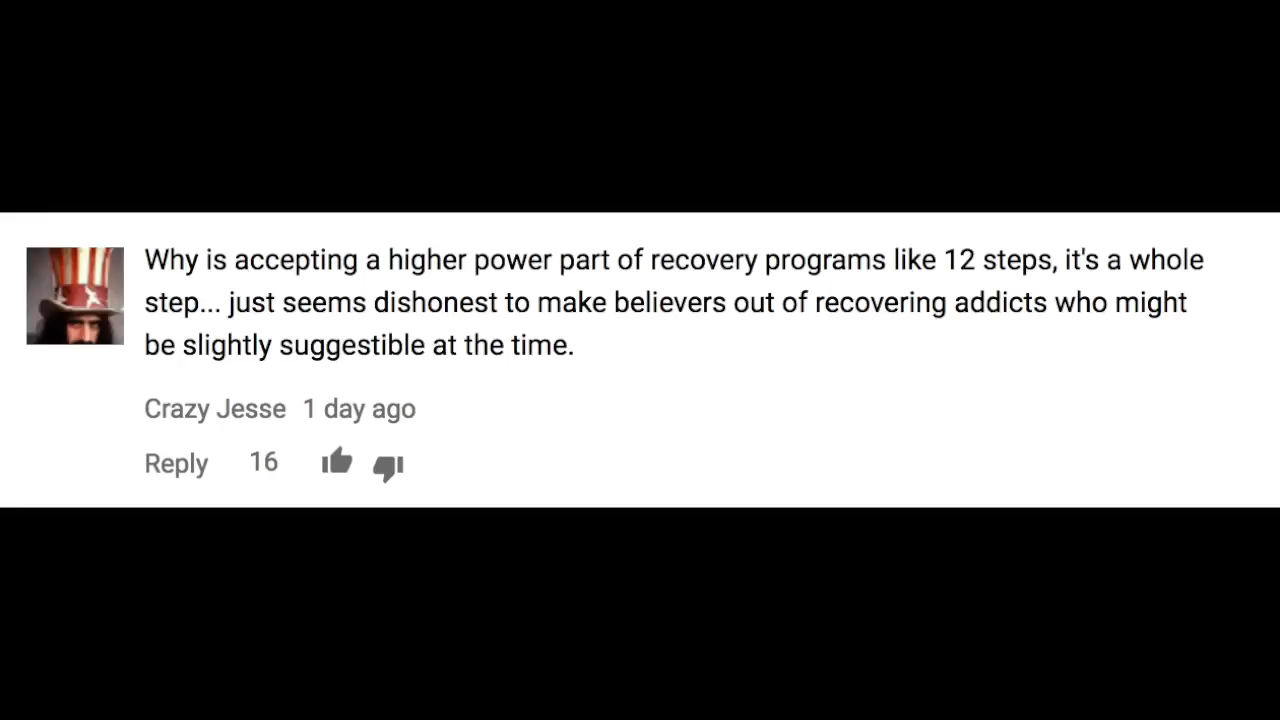 Why is accepting a higher power part of recovery programs like 12 steps, it's a whole
step... just seems dishonest to make believers out of recovering addicts who might
be slightly suggestible at the time.
Crazy Jesse 1 day ago
Reply 16